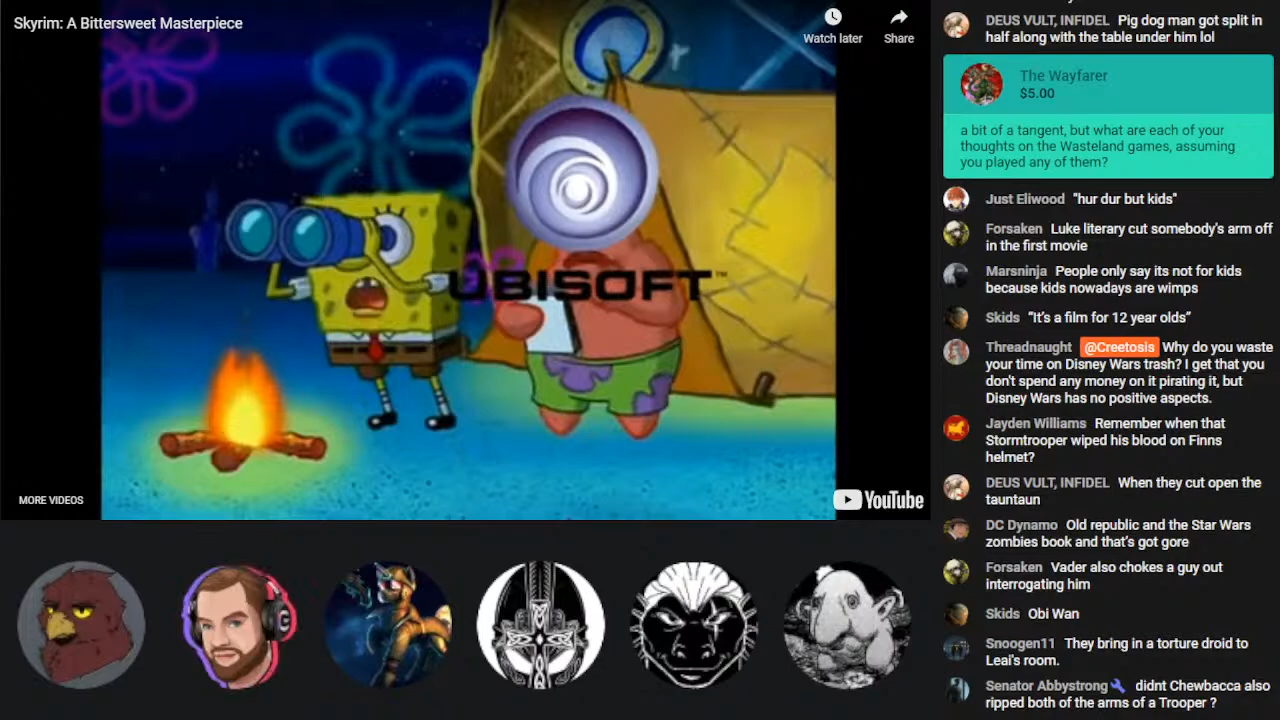 Skyrim: A Bittersweet Masterpiece
Watch later
Share
UBISOFT™
MORE VIDEOS
YouTube
DEUS VULT, INFIDEL Pig dog man got split in
half along with the table under him lol
The Wayfarer
$5.00
a bit of a tangent, but what are each of your
thoughts on the Wasteland games, assuming
you played any of them?
Just Eliwood "hur dur but kids"
Forsaken Luke literary cut somebody's arm off
in the first movie
Marsninja People only say its not for kids
because kids nowadays are wimps
Skids “It’s a film for 12 year olds”
Threadnaught @Creetosis Why do you waste
your time on Disney Wars trash? I get that you
don't spend any money on it pirating it, but
Disney Wars has no positive aspects.
Jayden Williams Remember when that
Stormtrooper wiped his blood on Finns
helmet?
DEUS VULT, INFIDEL When they cut open the
tauntaun
DC Dynamo Old republic and the Star Wars
zombies book and that’s got gore
Forsaken Vader also chokes a guy out
interrogating him
Skids Obi Wan
Snoogen11 They bring in a torture droid to
Leai's room.
Senator Abbystrong didnt Chewbacca also
ripped both of the arms of a Trooper ?